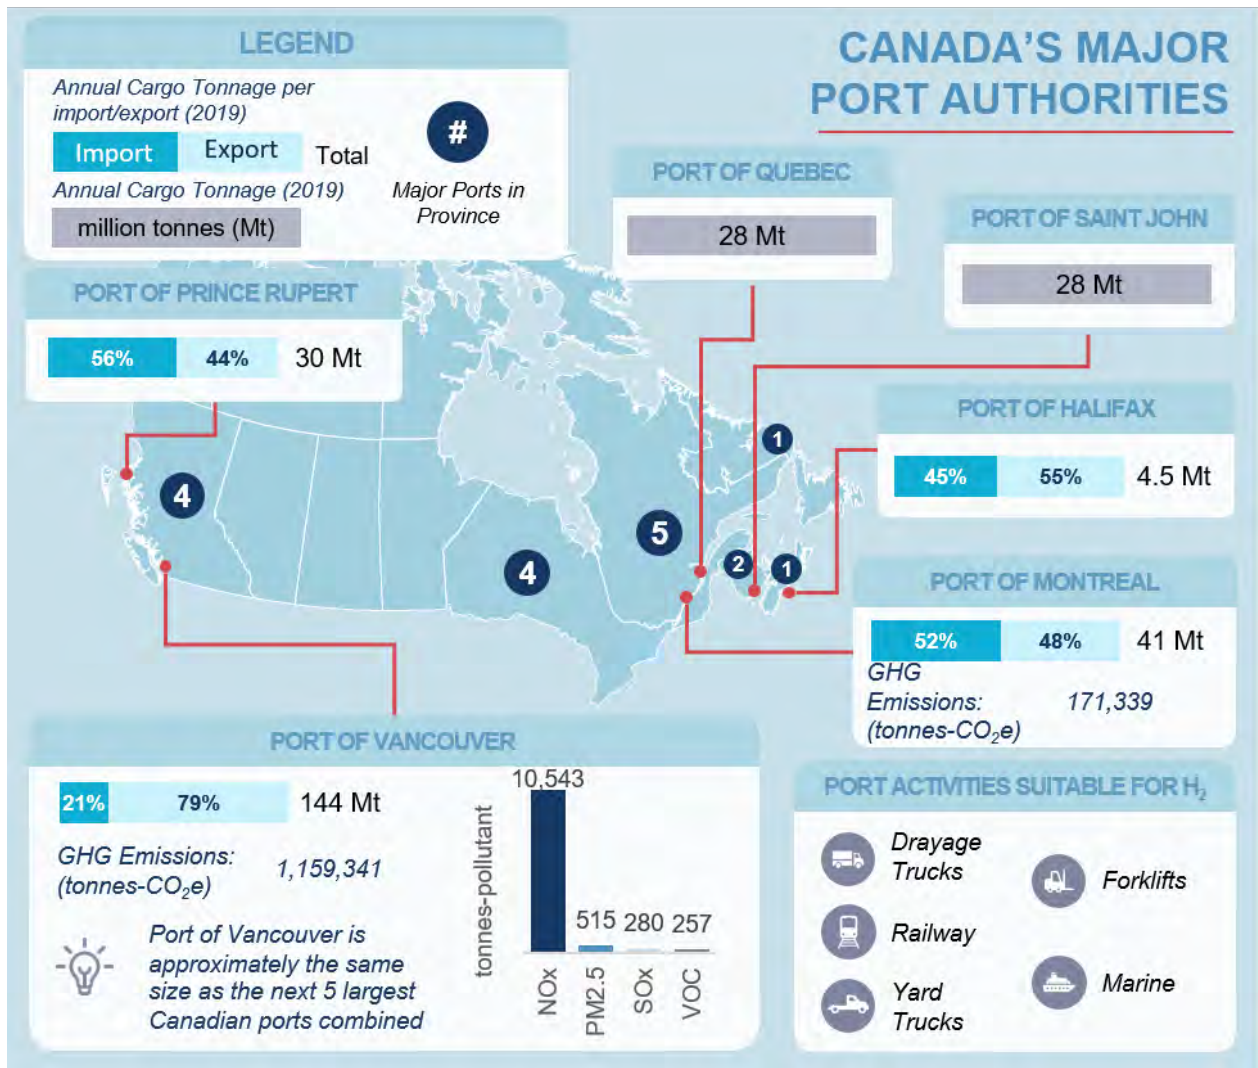 LEGEND
Annual Cargo Tonnage per
import/export (2019)
Import Export Total
Annual Cargo Tonnage (2019)
million tonnes (Mt)
#
Major Ports in
Province
CANADA'S MAJOR
PORT AUTHORITIES
PORT OF QUEBEC
28 Mt
PORT OF SAINT JOHN
28 Mt
PORT OF PRINCE RUPERT
56% 44% 30 Mt
PORT OF HALIFAX
45% 55% 4.5 Mt
1
4
5
4
2
1
PORT OF MONTREAL
52% 48% 41 Mt
GHG
Emissions: 171,339
(tonnes-CO₂e)
PORT OF VANCOUVER
21% 79% 144 Mt
GHG Emissions: 1,159,341
(tonnes-CO₂e)
Port of Vancouver is
approximately the same
size as the next 5 largest
Canadian ports combined
tonnes-pollutant
10,543
515 280 257
NOx
PM2.5
SOx
VOC
PORT ACTIVITIES SUITABLE FOR H₂
Drayage
Trucks
Forklifts
Railway
Marine
Yard
Trucks